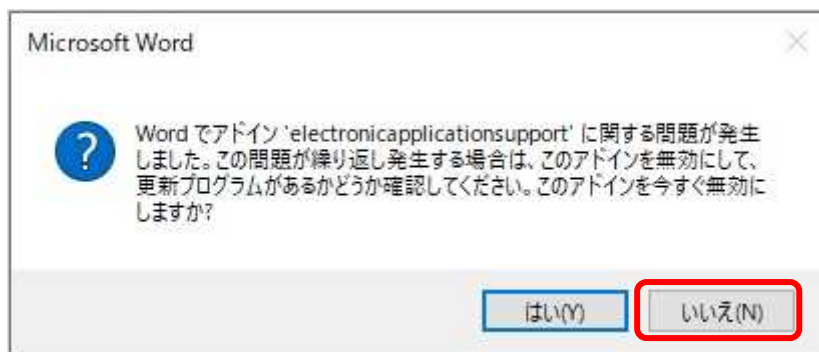 Microsoft Word
Word でアドイン 'electronicapplicationsupport' に関する問題が発生
しました。この問題が繰り返し発生する場合は、このアドインを無効にして、
更新プログラムがあるかどうか確認してください。このアドインを今すぐ無効に
しますか?
はい(Y) いいえ(N)